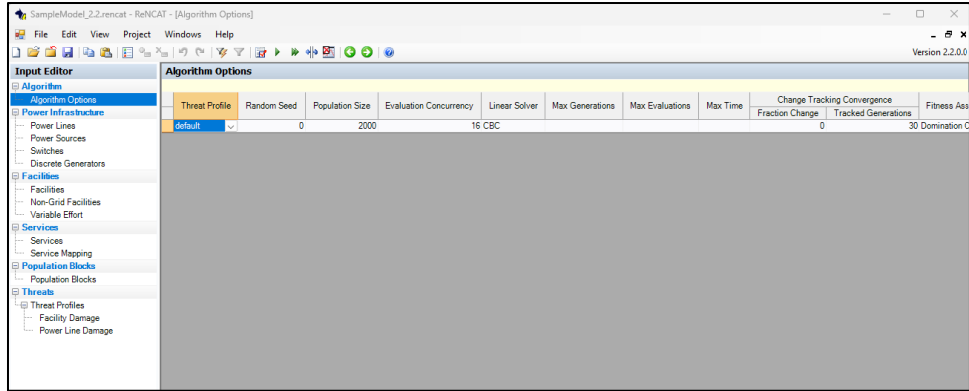 SampleModel_2.2.rencat - ReNCAT - [Algorithm Options]
File Edit View Project Windows Help
Version 2.2.0.0
Input Editor
Algorithm
Algorithm Options
Power Infrastructure
Power Lines
Power Sources
Switches
Discrete Generators
Facilities
Facilities
Non-Grid Facilities
Variable Effort
Services
Services
Service Mapping
Population Blocks
Population Blocks
Threats
Threat Profiles
Facility Damage
Power Line Damage
Algorithm Options
Threat Profile Random Seed Population Size Evaluation Concurrency Linear Solver Max Generations Max Evaluations Max Time Change Tracking Convergence Fitness Ass
Fraction Change Tracked Generations
default 0 2000 16 CBC 0 30 Domination C